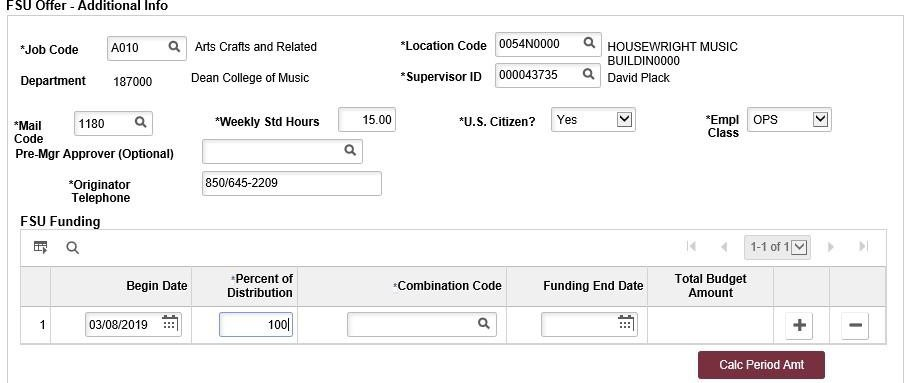 FSU Offer - Additional Info
*Job Code A010 Arts Crafts and Related *Location Code 0054N0000 HOUSEWRIGHT MUSIC
BUILDIN0000
Department 187000 Dean College of Music *Supervisor ID 000043735 David Plack
*Mail Code 1180 *Weekly Std Hours 15.00 *U.S. Citizen? Yes *Empl Class OPS
Pre-Mgr Approver (Optional)
*Originator Telephone 850/645-2209
FSU Funding
1-1 of 1
Begin Date *Percent of Distribution *Combination Code Funding End Date Total Budget Amount
1 03/08/2019 100
Calc Period Amt